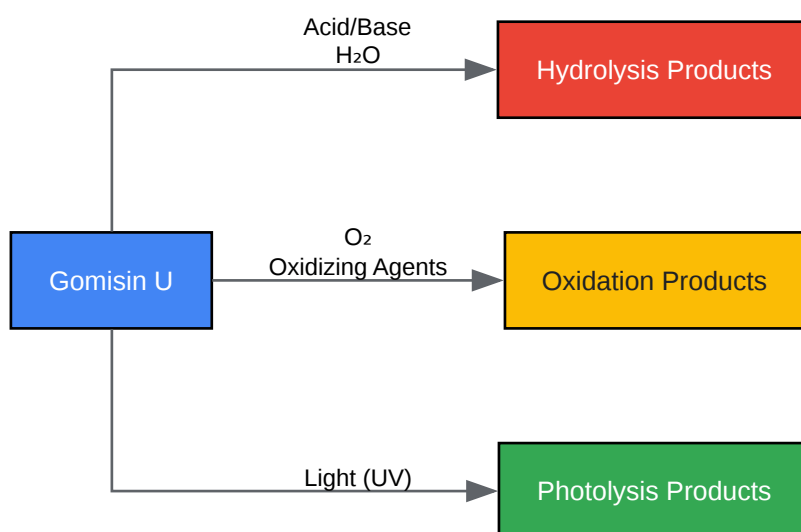 Acid/Base
H₂O
Hydrolysis Products
O₂
Oxidizing Agents
Gomisin U
Oxidation Products
Light (UV)
Photolysis Products